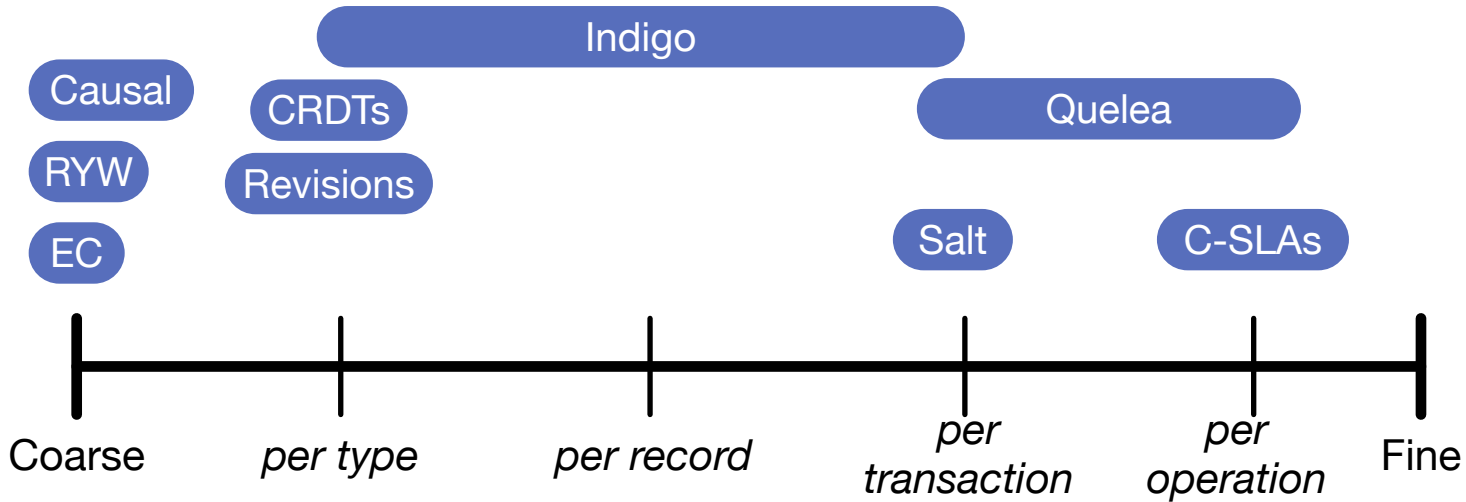 Indigo
Causal
CRDTs
Quelea
RYW
Revisions
EC
Salt
C-SLAs
Coarse
per type
per record
per
transaction
per
operation
Fine